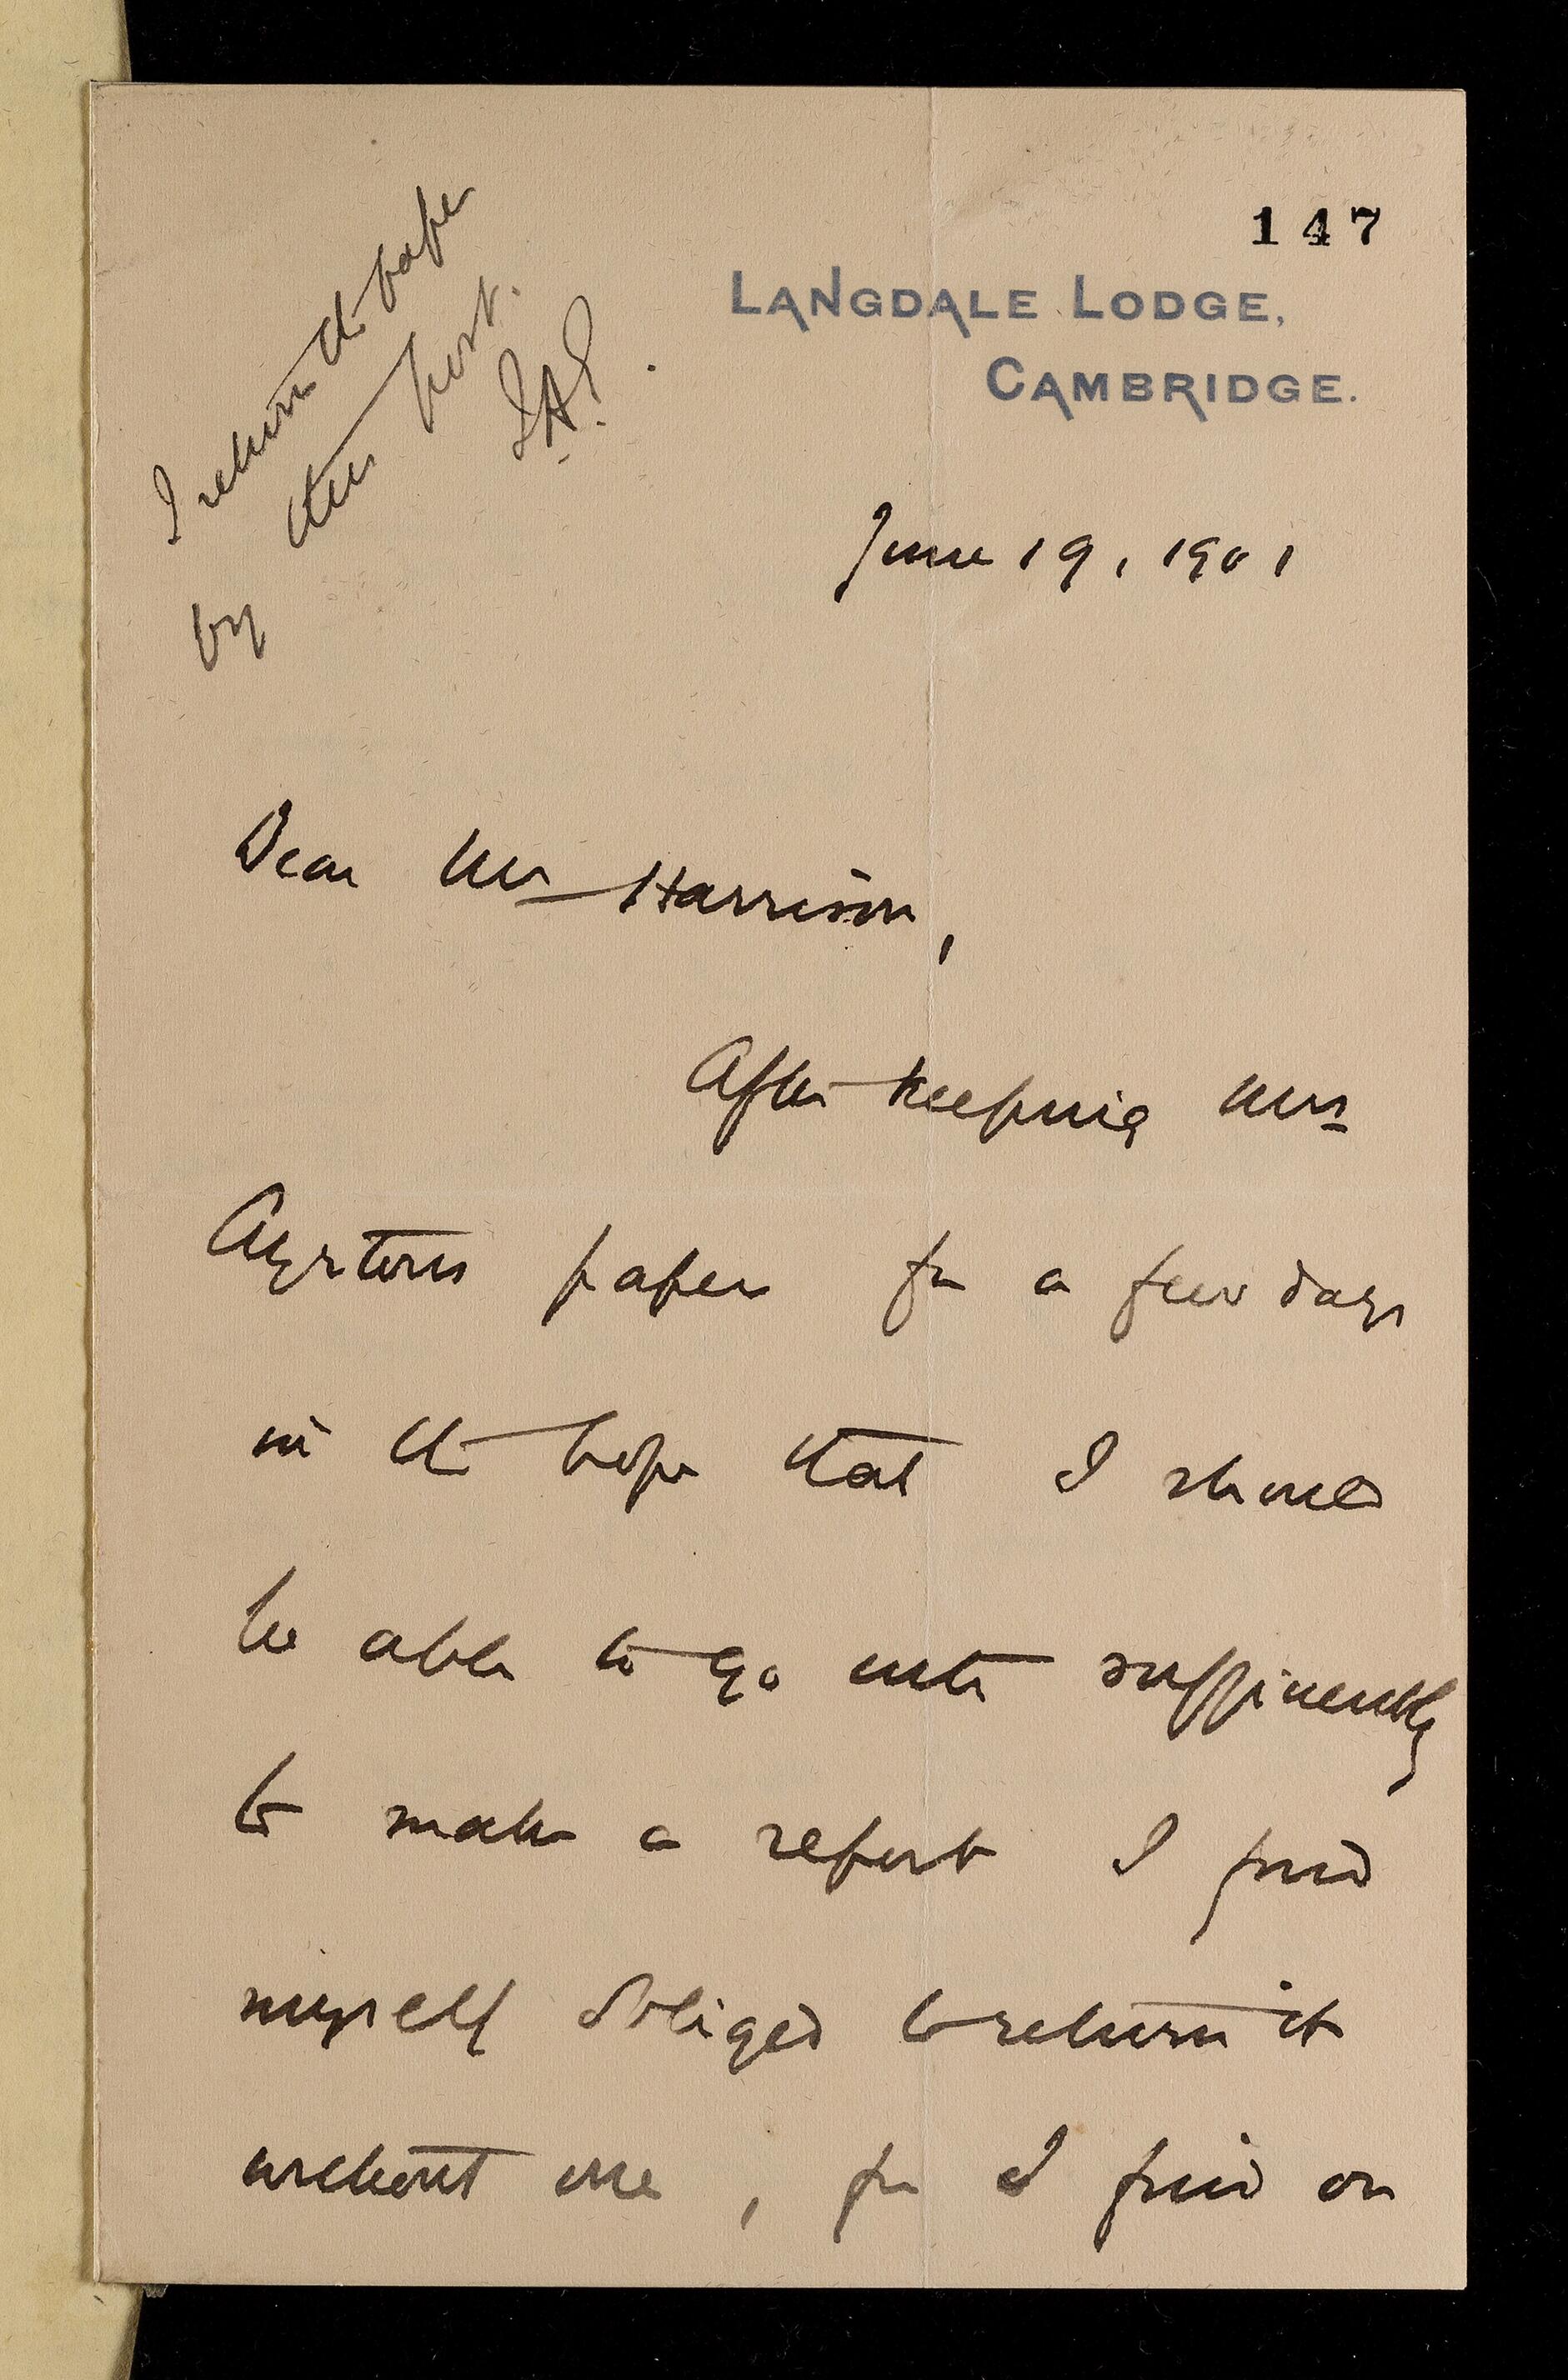 147
LANGDALE LODGE,
CAMBRIDGE.
I return the paper
by this post.
J.A.E.
June 19, 1901
Dear Mr Harrison,
After keeping Mrs
Ayrtons paper for a few days
in the hope that I should
be able to go into sufficiently
to make a report I find
myself obliged to return it
without one, for I find on